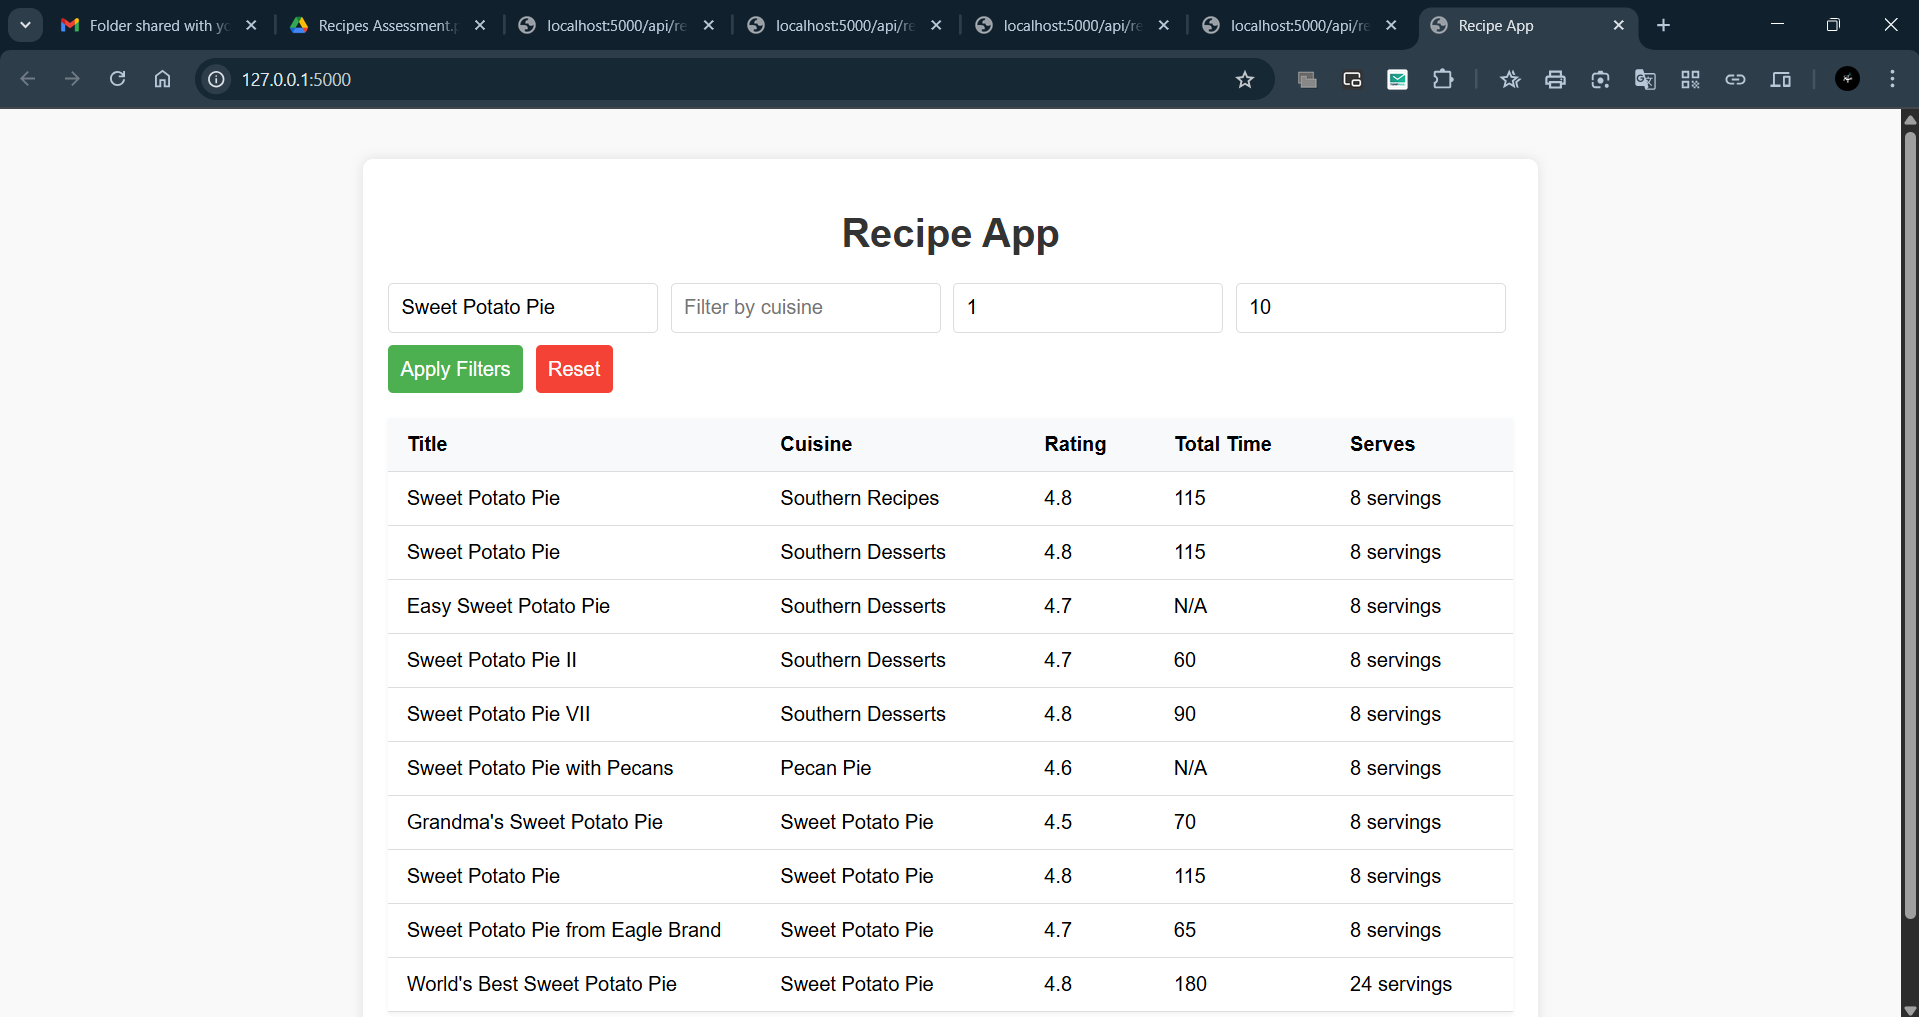 Folder shared with yo
Recipes Assessment.p
localhost:5000/api/re
localhost:5000/api/re
localhost:5000/api/re
localhost:5000/api/re
Recipe App
127.0.0.1:5000
Recipe App
Sweet Potato Pie Filter by cuisine 1 10
Apply Filters Reset
Title Cuisine Rating Total Time Serves
Sweet Potato Pie Southern Recipes 4.8 115 8 servings
Sweet Potato Pie Southern Desserts 4.8 115 8 servings
Easy Sweet Potato Pie Southern Desserts 4.7 N/A 8 servings
Sweet Potato Pie II Southern Desserts 4.7 60 8 servings
Sweet Potato Pie VII Southern Desserts 4.8 90 8 servings
Sweet Potato Pie with Pecans Pecan Pie 4.6 N/A 8 servings
Grandma's Sweet Potato Pie Sweet Potato Pie 4.5 70 8 servings
Sweet Potato Pie Sweet Potato Pie 4.8 115 8 servings
Sweet Potato Pie from Eagle Brand Sweet Potato Pie 4.7 65 8 servings
World's Best Sweet Potato Pie Sweet Potato Pie 4.8 180 24 servings